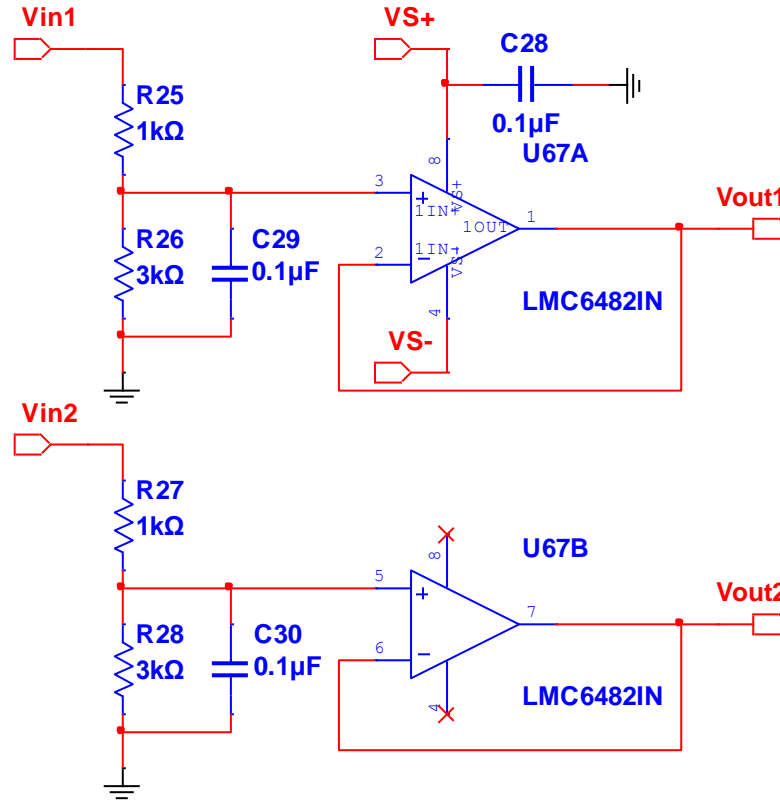 Vin1
VS+
C28
R25
1kΩ
0.1µF
U67A
8
3
VS+
1IN+
Vout1
R26
3kΩ
C29
0.1µF
1OUT
1
2
1IN-
VS-
4
LMC6482IN
VS-
Vin2
R27
1kΩ
U67B
8
5
Vout2
R28
3kΩ
C30
0.1µF
7
6
4
LMC6482IN